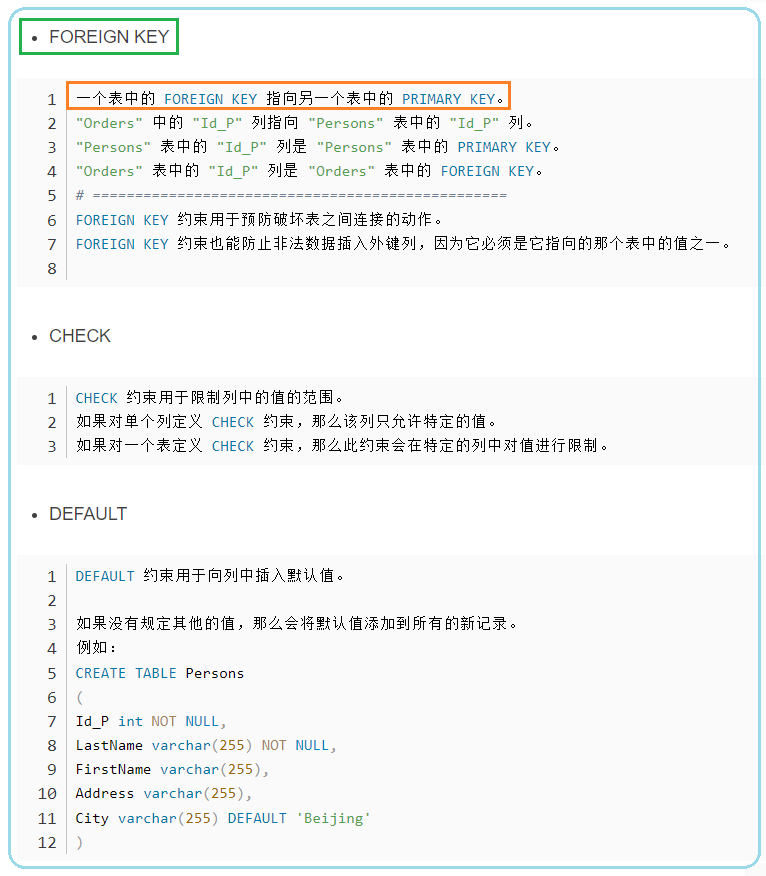 • FOREIGN KEY
1 一个表中的 FOREIGN KEY 指向另一个表中的 PRIMARY KEY。
2 "Orders" 中的 "Id_P" 列指向 "Persons" 表中的 "Id_P" 列。
3 "Persons" 表中的 "Id_P" 列是 "Persons" 表中的 PRIMARY KEY。
4 "Orders" 表中的 "Id_P" 列是 "Orders" 表中的 FOREIGN KEY。
5 # =================================================
6 FOREIGN KEY 约束用于预防破坏表之间连接的动作。
7 FOREIGN KEY 约束也能防止非法数据插入外键列，因为它必须是它指向的那个表中的值之一。
8
• CHECK
1 CHECK 约束用于限制列中的值的范围。
2 如果对单个列定义 CHECK 约束，那么该列只允许特定的值。
3 如果对一个表定义 CHECK 约束，那么此约束会在特定的列中对值进行限制。
• DEFAULT
1 DEFAULT 约束用于向列中插入默认值。
2
3 如果没有规定其他的值，那么会将默认值添加到所有的新记录。
4 例如：
5 CREATE TABLE Persons
6 (
7 Id_P int NOT NULL,
8 LastName varchar(255) NOT NULL,
9 FirstName varchar(255),
10 Address varchar(255),
11 City varchar(255) DEFAULT 'Beijing'
12 )